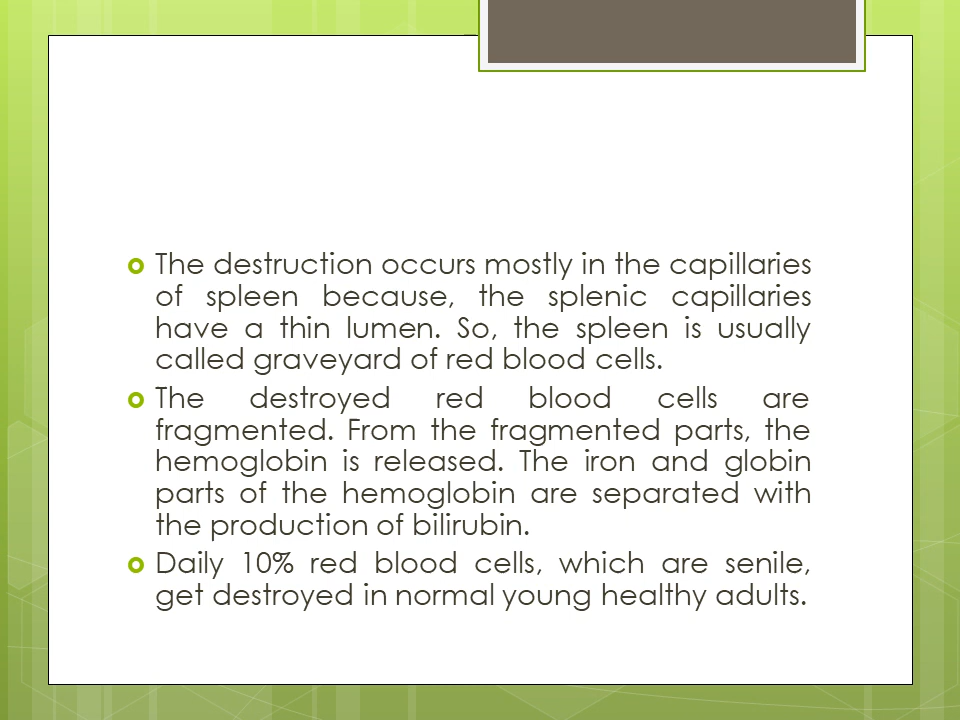 The destruction occurs mostly in the capillaries
of spleen because, the splenic capillaries
have a thin lumen. So, the spleen is usually
called graveyard of red blood cells.
The destroyed red blood cells are
fragmented. From the fragmented parts, the
hemoglobin is released. The iron and globin
parts of the hemoglobin are separated with
the production of bilirubin.
Daily 10% red blood cells, which are senile,
get destroyed in normal young healthy adults.